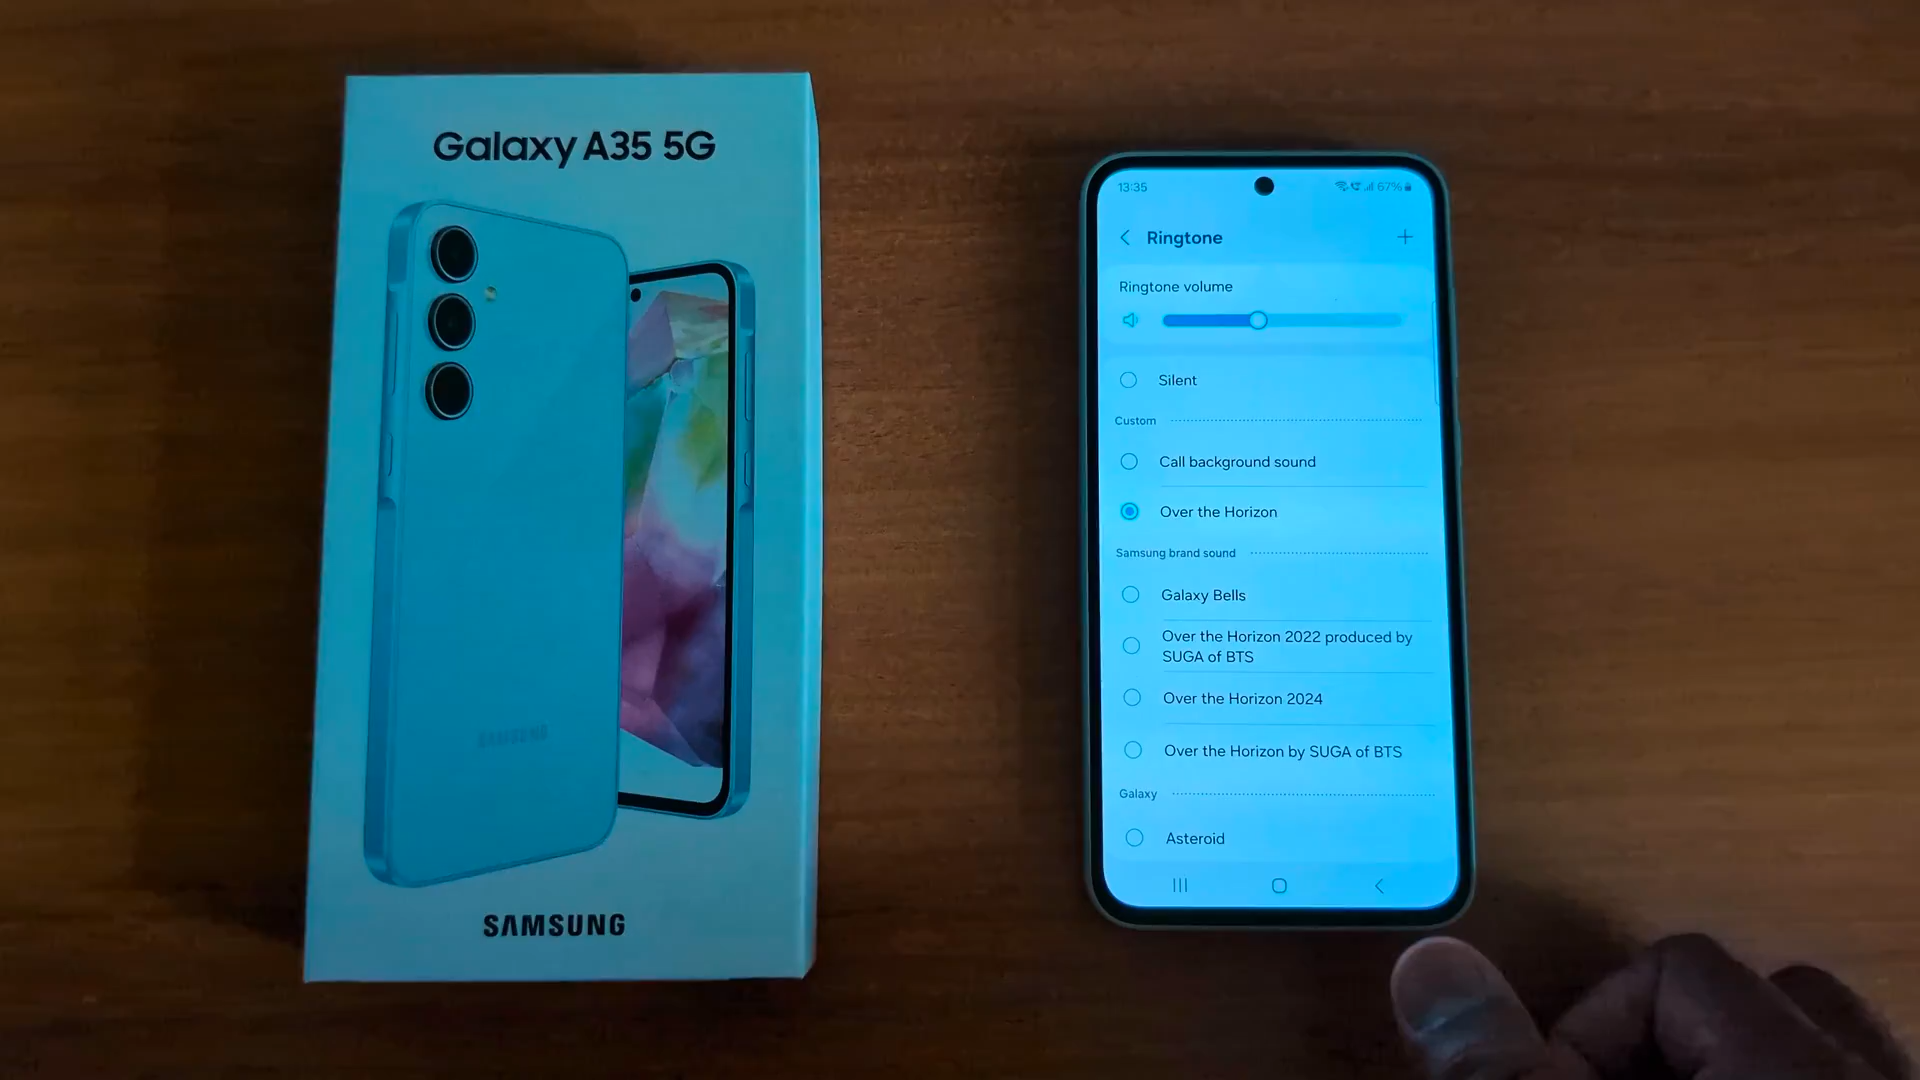 Galaxy A35 5G
SAMSUNG
SAMSUNG
13:35
67%
Ringtone
Ringtone volume
Silent
Custom
Call background sound
Over the Horizon
Samsung brand sound
Galaxy Bells
Over the Horizon 2022 produced by
SUGA of BTS
Over the Horizon 2024
Over the Horizon by SUGA of BTS
Galaxy
Asteroid